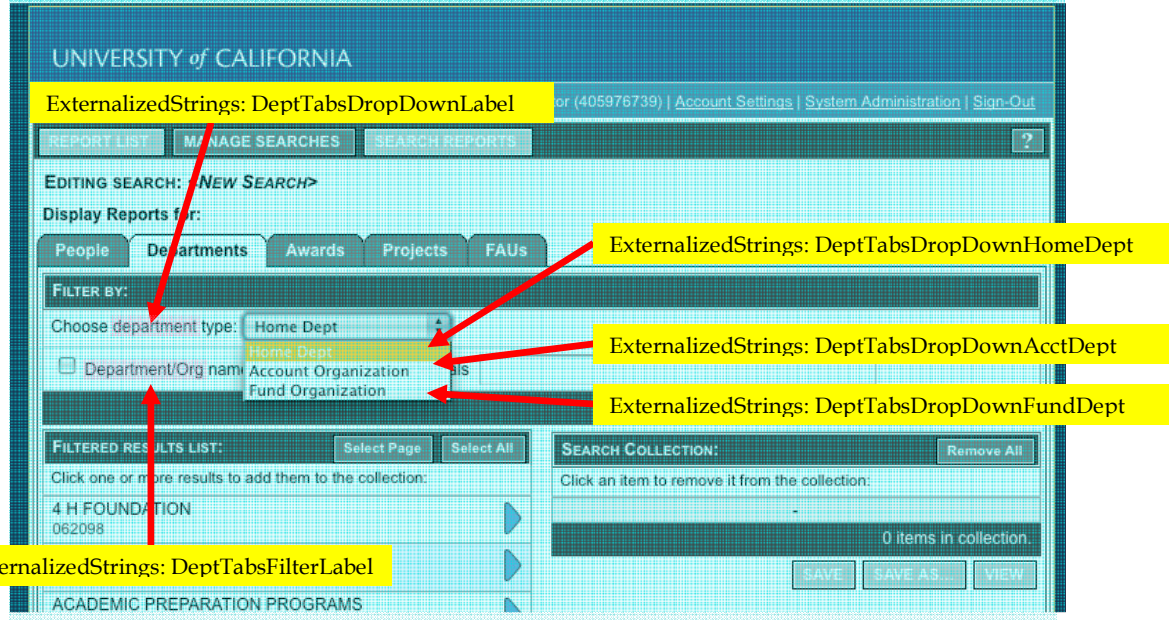 UNIVERSITY of CALIFORNIA
ExternalizedStrings: DeptTabsDropDownLabel
tor (405976739) | Account Settings | System Administration | Sign-Out
REPORT LIST MANAGE SEARCHES SEARCH REPORTS ?
EDITING SEARCH: <NEW SEARCH>
Display Reports for:
People Departments Awards Projects FAUs
ExternalizedStrings: DeptTabsDropDownHomeDept
FILTER BY:
Choose department type: Home Dept
Home Dept
ExternalizedStrings: DeptTabsDropDownAcctDept
Department/Org name Account Organization als
Fund Organization
ExternalizedStrings: DeptTabsDropDownFundDept
FILTERED RESULTS LIST: Select Page Select All
SEARCH COLLECTION: Remove All
Click one or more results to add them to the collection:
Click an item to remove it from the collection:
4 H FOUNDATION
062098
-
0 items in collection.
ernalizedStrings: DeptTabsFilterLabel
SAVE SAVE AS... VIEW
ACADEMIC PREPARATION PROGRAMS